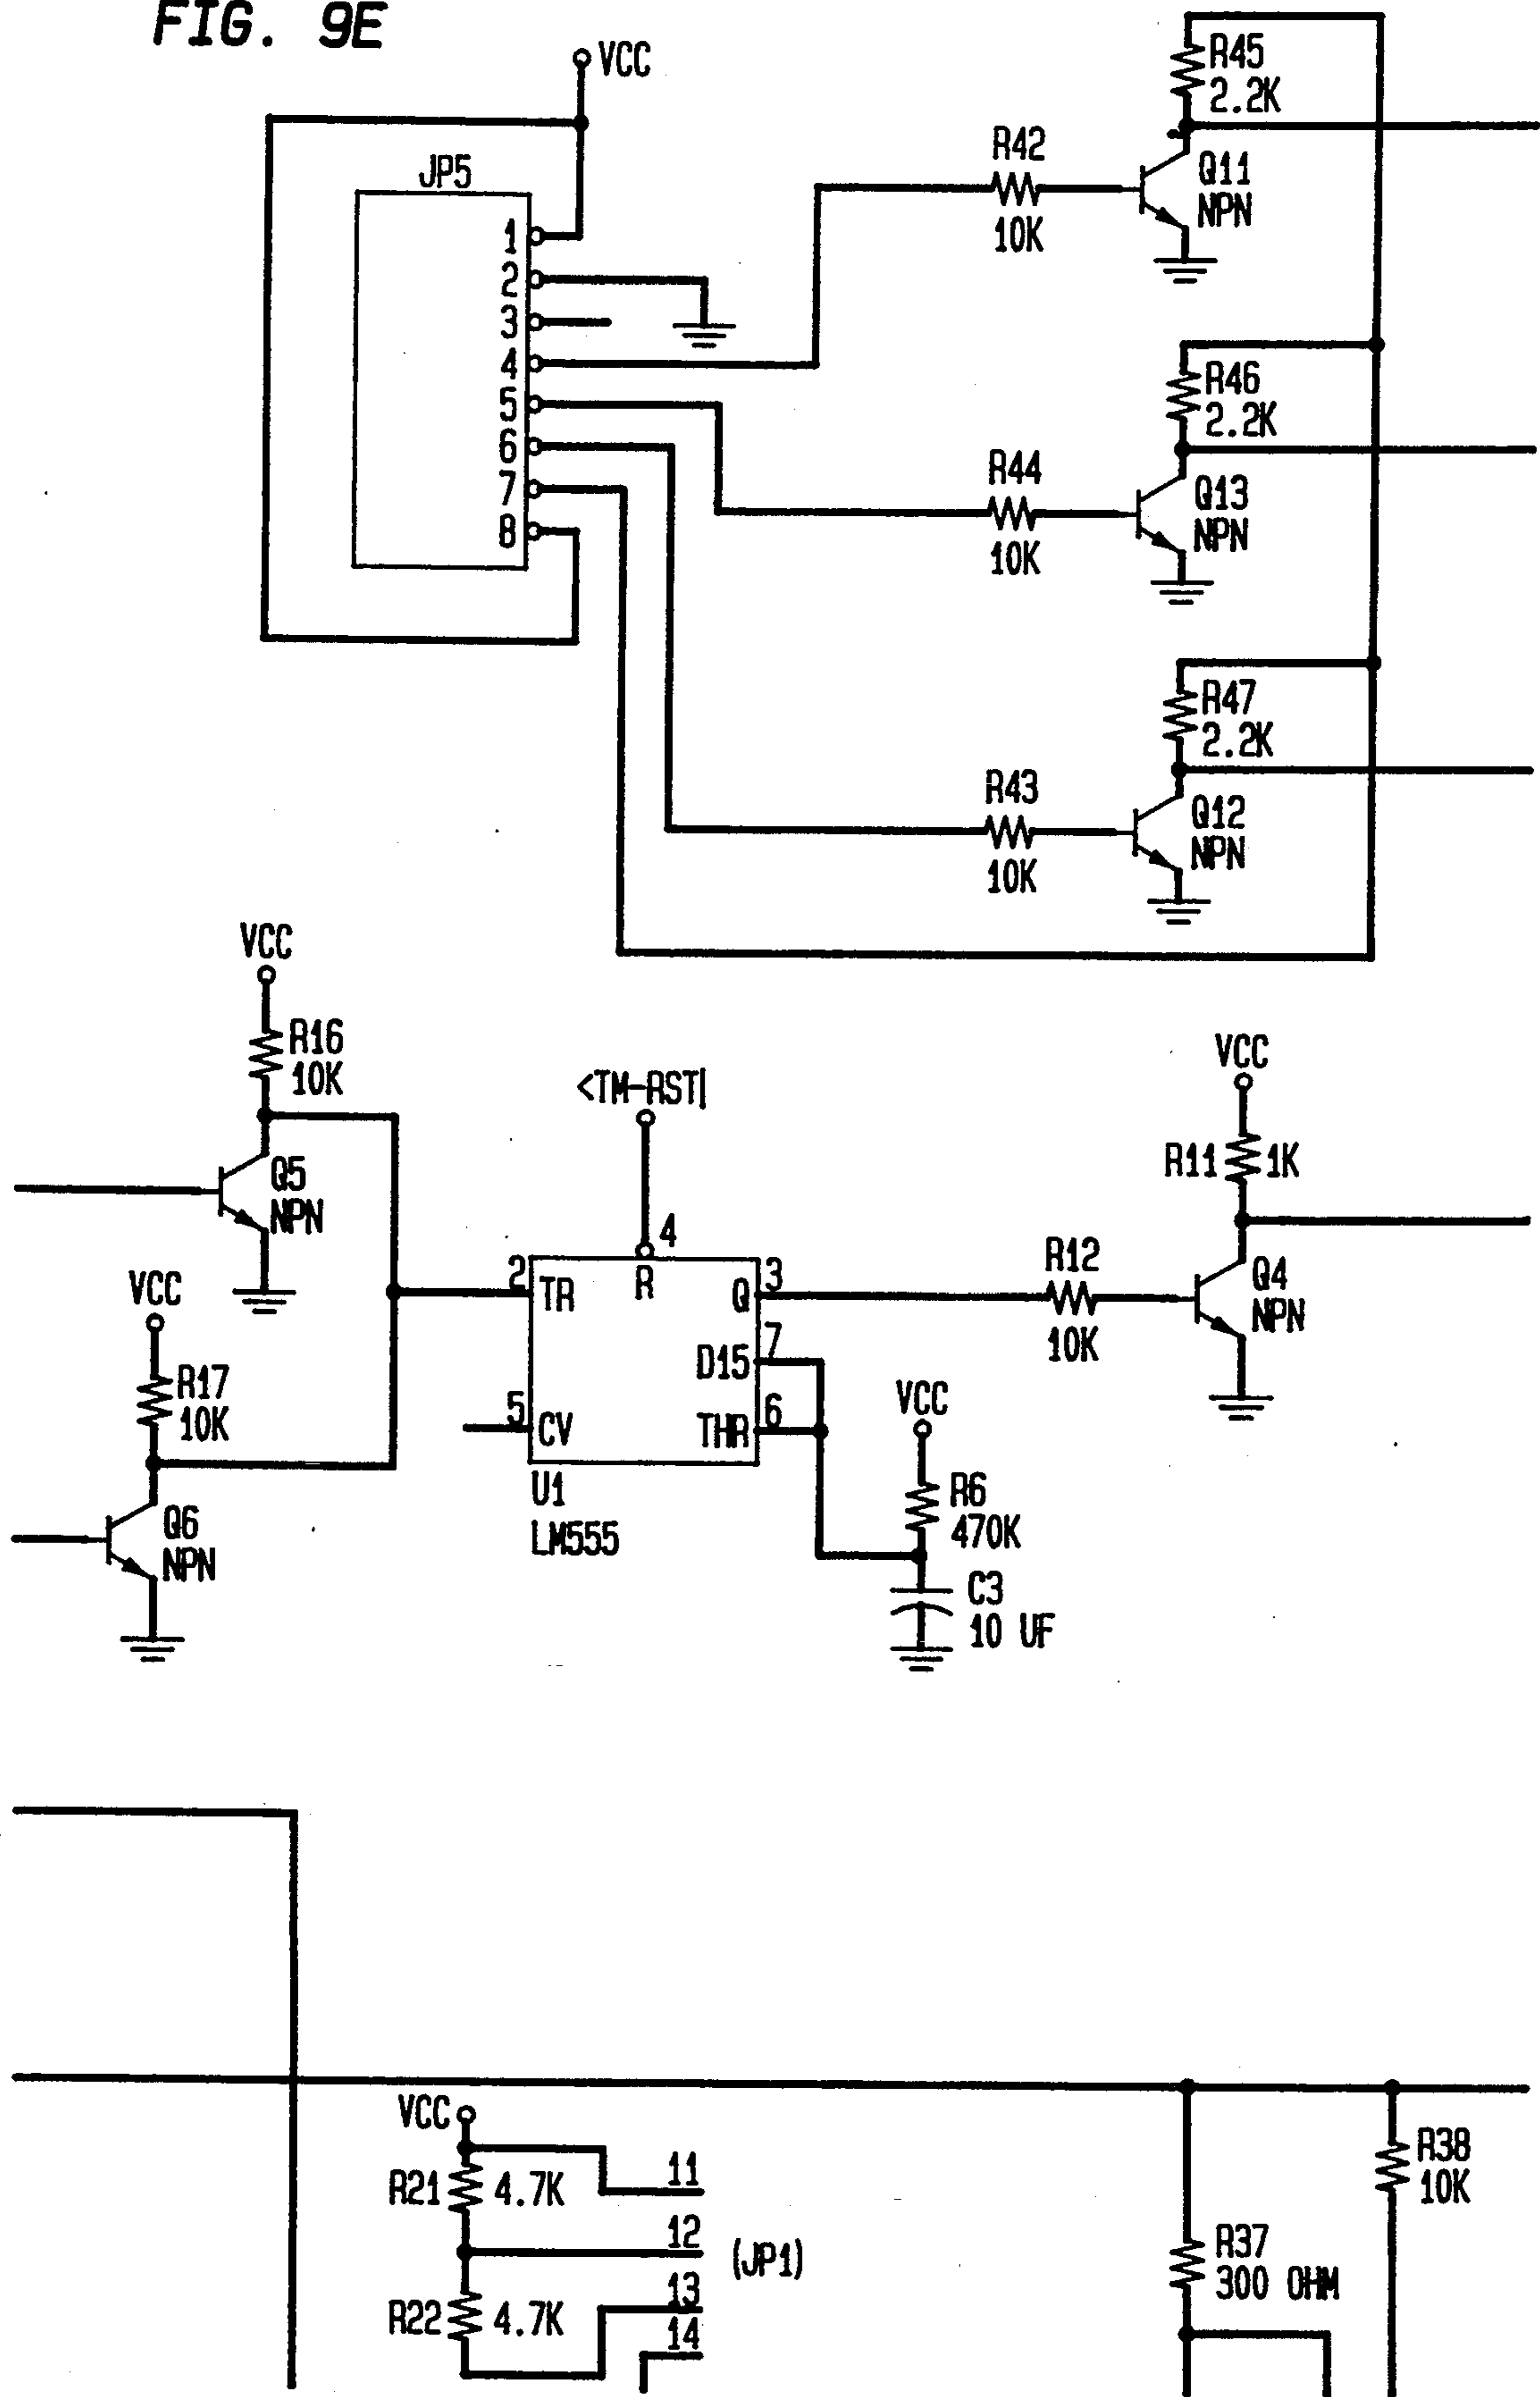 FIG. 9E
VCC
JP5
1
2
3
4
5
6
7
8
R45
2.2K
R42
10K
Q11
NPN
R46
2.2K
R44
10K
Q13
NPN
R47
2.2K
R43
10K
Q12
NPN
VCC
R16
10K
Q5
NPN
<TM-RST|
VCC
R11 1K
4
2
TR
R
Q
3
R12
10K
Q4
NPN
VCC
R17
10K
7
D15
5
CV
THR
6
VCC
U1
LM555
R6
470K
Q6
NPN
C3
10 UF
VCC
R21 4.7K
11
12
(JP1)
R22 4.7K
13
14
R38
10K
R37
300 OHM